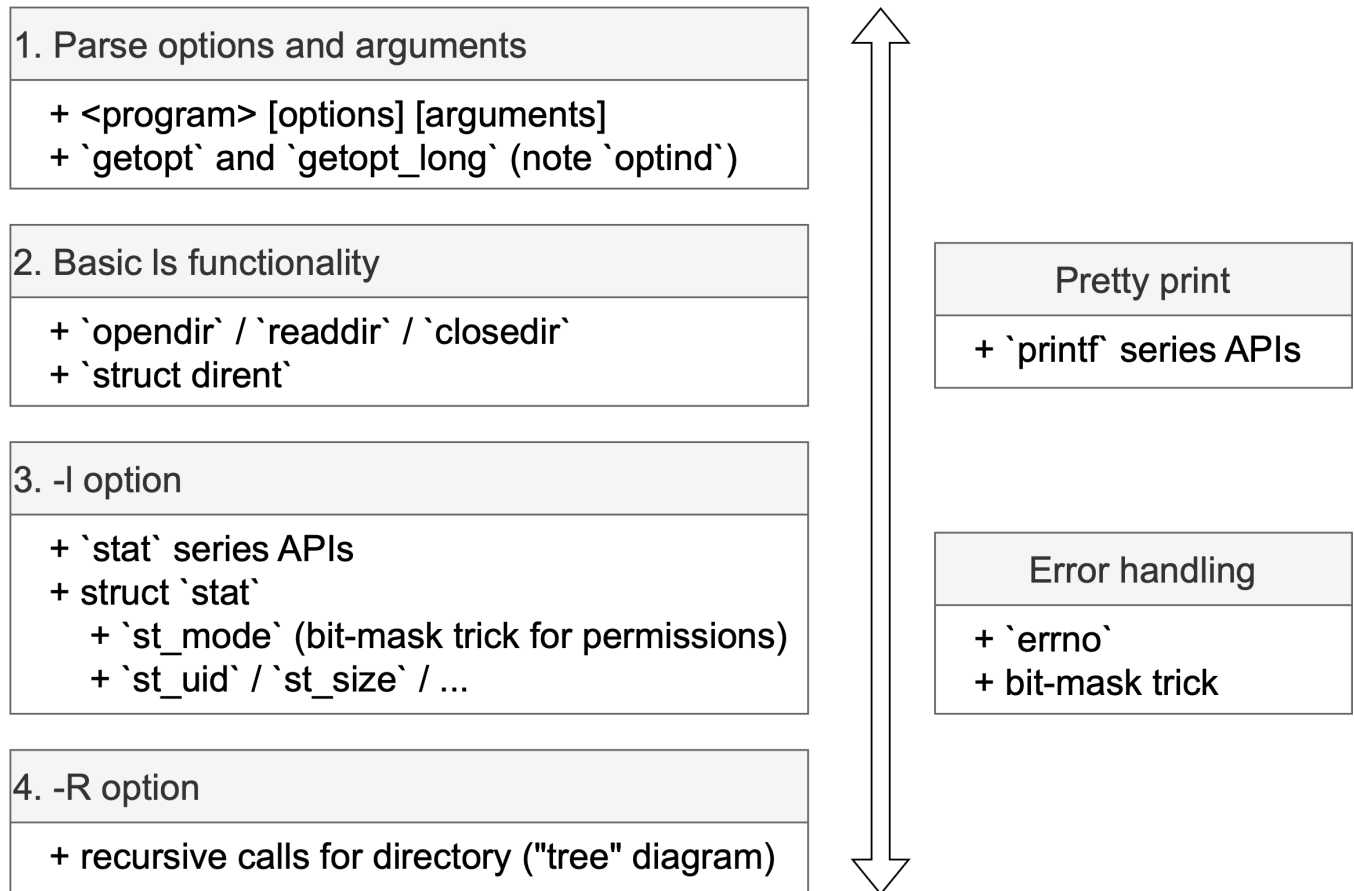 1. Parse options and arguments
+ <program> [options] [arguments]
+ `getopt` and `getopt_long` (note `optind`)
2. Basic ls functionality
+ `opendir` / `readdir` / `closedir`
+ `struct dirent`
3. -l option
+ `stat` series APIs
+ struct `stat`
+ `st_mode` (bit-mask trick for permissions)
+ `st_uid` / `st_size` / ...
4. -R option
+ recursive calls for directory ("tree" diagram)
Pretty print
+ `printf` series APIs
Error handling
+ `errno`
+ bit-mask trick